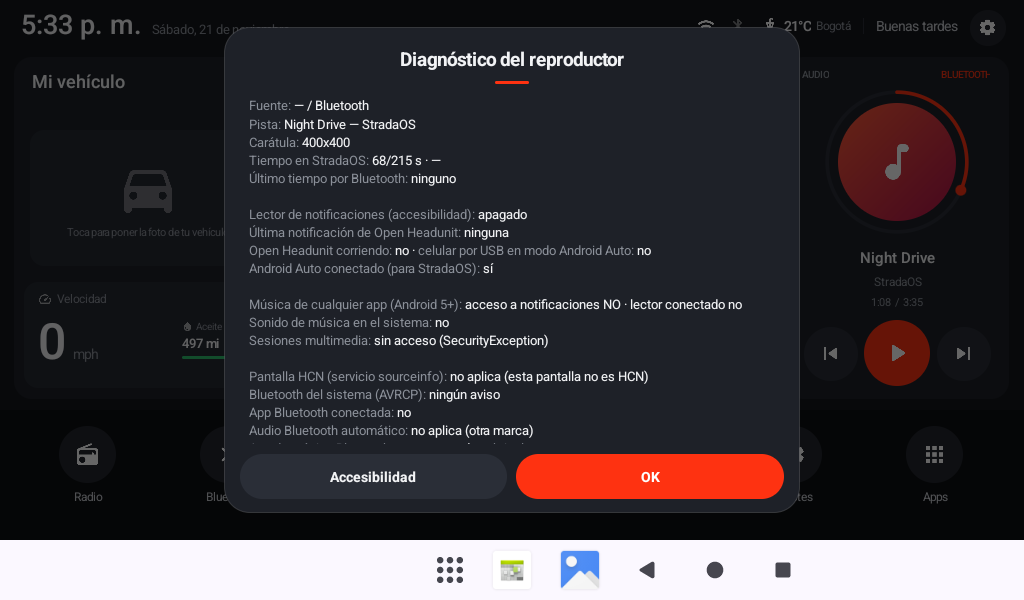 5:33 p. m.
Sábado, 21 de
21°C Bogotá
Buenas tardes
Mi vehículo
AUDIO
BLUETOOTH
Diagnóstico del reproductor
Fuente: — / Bluetooth
Pista: Night Drive — StradaOS
Carátula: 400x400
Tiempo en StradaOS: 68/215 s · —
Último tiempo por Bluetooth: ninguno
Lector de notificaciones (accesibilidad): apagado
Última notificación de Open Headunit: ninguna
Open Headunit corriendo: no · celular por USB en modo Android Auto: no
Android Auto conectado (para StradaOS): sí
Música de cualquier app (Android 5+): acceso a notificaciones NO · lector conectado no
Sonido de música en el sistema: no
Sesiones multimedia: sin acceso (SecurityException)
Pantalla HCN (servicio sourceinfo): no aplica (esta pantalla no es HCN)
Bluetooth del sistema (AVRCP): ningún aviso
App Bluetooth conectada: no
Audio Bluetooth automático: no aplica (otra marca)
Accesibilidad
OK
Toca para poner la foto de tu vehícul
Velocidad
0 mph
Aceite
497 mi
Night Drive
StradaOS
1:08 / 3:35
Radio
Blue
tes
Apps